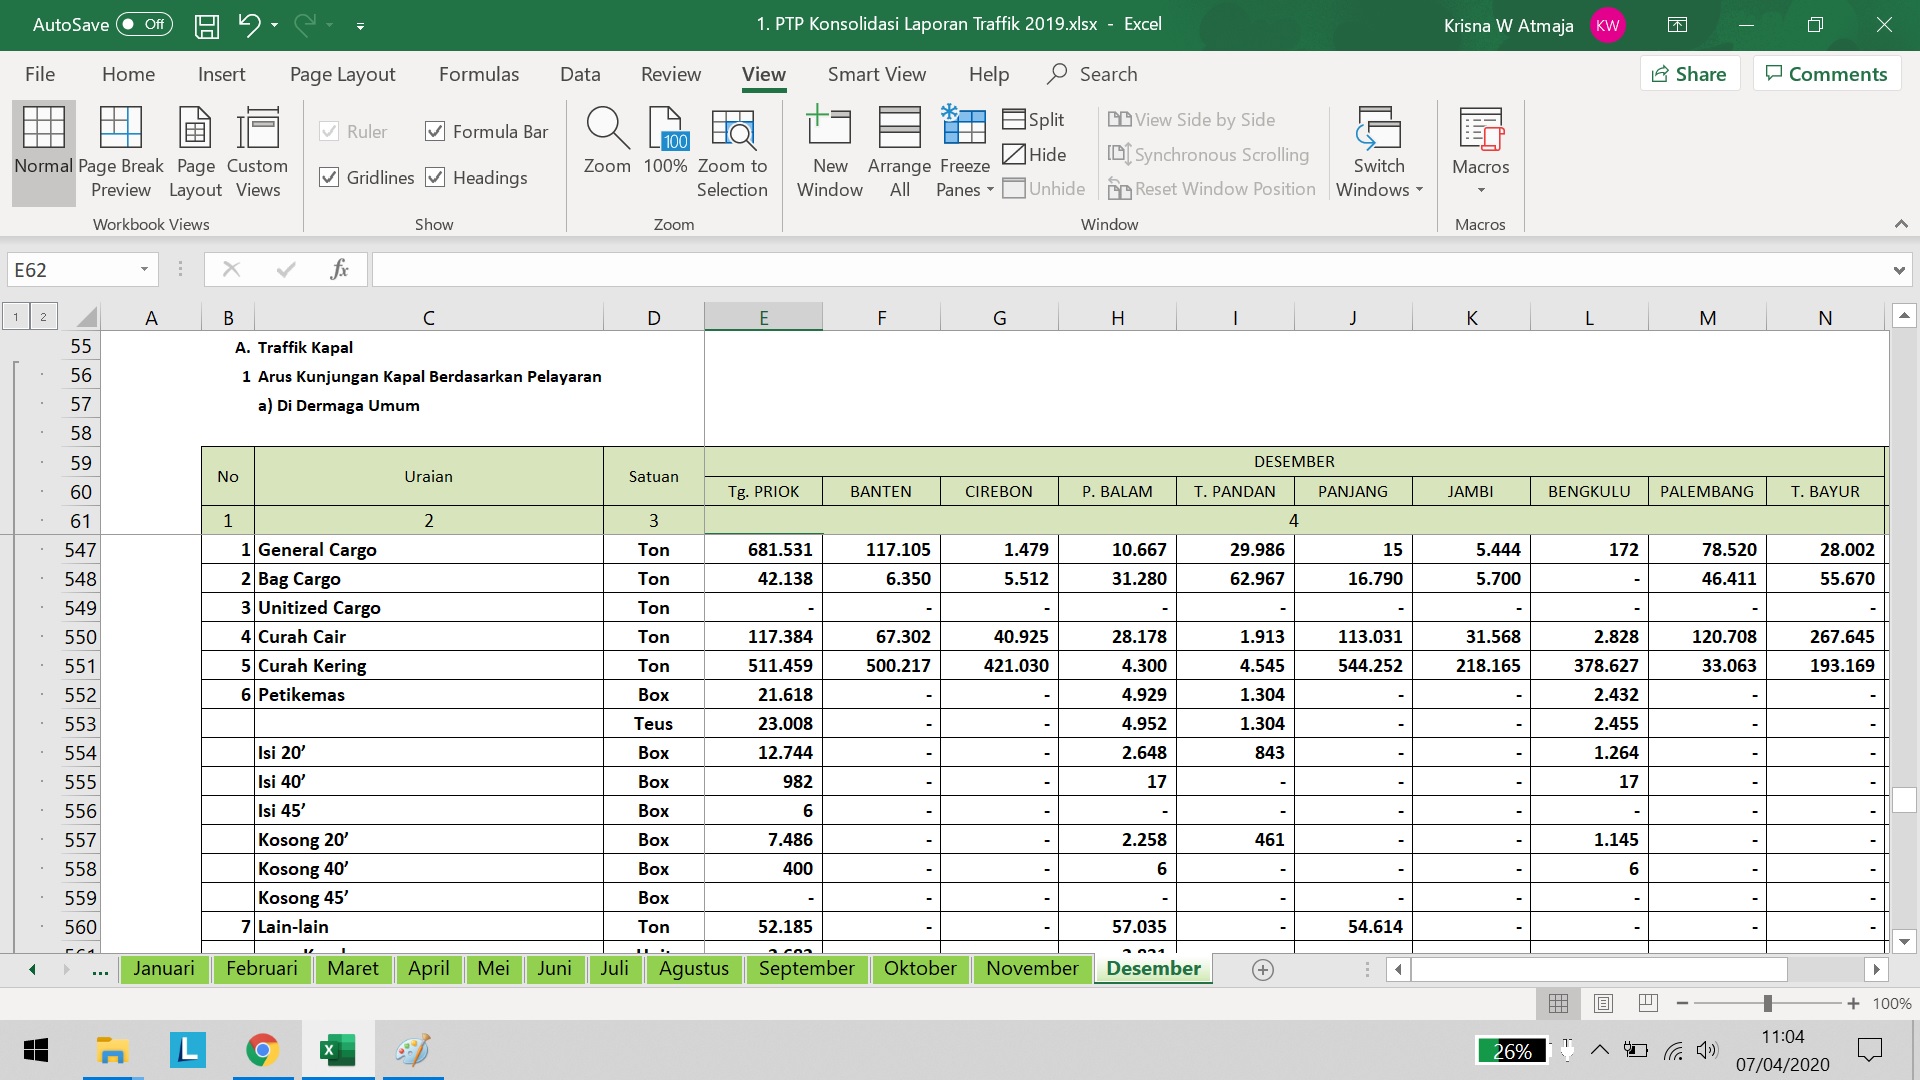 AutoSave Off 1. PTP Konsolidasi Laporan Traffik 2019.xlsx - Excel Krisna W Atmaja KW
File Home Insert Page Layout Formulas Data Review View Smart View Help Search Share Comments
Normal Page Break Preview Page Layout Custom Views
Workbook Views
Ruler Formula Bar
Gridlines Headings
Show
Zoom 100 100% Zoom to Selection
Zoom
New Window Arrange All Freeze Panes
Split
Hide
Unhide
View Side by Side
Synchronous Scrolling
Reset Window Position
Switch Windows
Window
Macros
Macros
E62 fx
1 2 A B C D E F G H I J K L M N
55 A. Traffik Kapal
56 1 Arus Kunjungan Kapal Berdasarkan Pelayaran
57 a) Di Dermaga Umum
58
59 No Uraian Satuan DESEMBER
60 Tg. PRIOK BANTEN CIREBON P. BALAM T. PANDAN PANJANG JAMBI BENGKULU PALEMBANG T. BAYUR
61 1 2 3 4
547 1 General Cargo Ton 681.531 117.105 1.479 10.667 29.986 15 5.444 172 78.520 28.002
548 2 Bag Cargo Ton 42.138 6.350 5.512 31.280 62.967 16.790 5.700 - 46.411 55.670
549 3 Unitized Cargo Ton - - - - - - - - - -
550 4 Curah Cair Ton 117.384 67.302 40.925 28.178 1.913 113.031 31.568 2.828 120.708 267.645
551 5 Curah Kering Ton 511.459 500.217 421.030 4.300 4.545 544.252 218.165 378.627 33.063 193.169
552 6 Petikemas Box 21.618 - - 4.929 1.304 - - 2.432 - -
553 Teus 23.008 - - 4.952 1.304 - - 2.455 - -
554 Isi 20’ Box 12.744 - - 2.648 843 - - 1.264 - -
555 Isi 40’ Box 982 - - 17 - - - 17 - -
556 Isi 45’ Box 6 - - - - - - - - -
557 Kosong 20’ Box 7.486 - - 2.258 461 - - 1.145 - -
558 Kosong 40’ Box 400 - - 6 - - - 6 - -
559 Kosong 45’ Box - - - - - - - - - -
560 7 Lain-lain Ton 52.185 - - 57.035 - 54.614 - - - -
... Januari Februari Maret April Mei Juni Juli Agustus September Oktober November Desember
100%
26% 11:04
07/04/2020